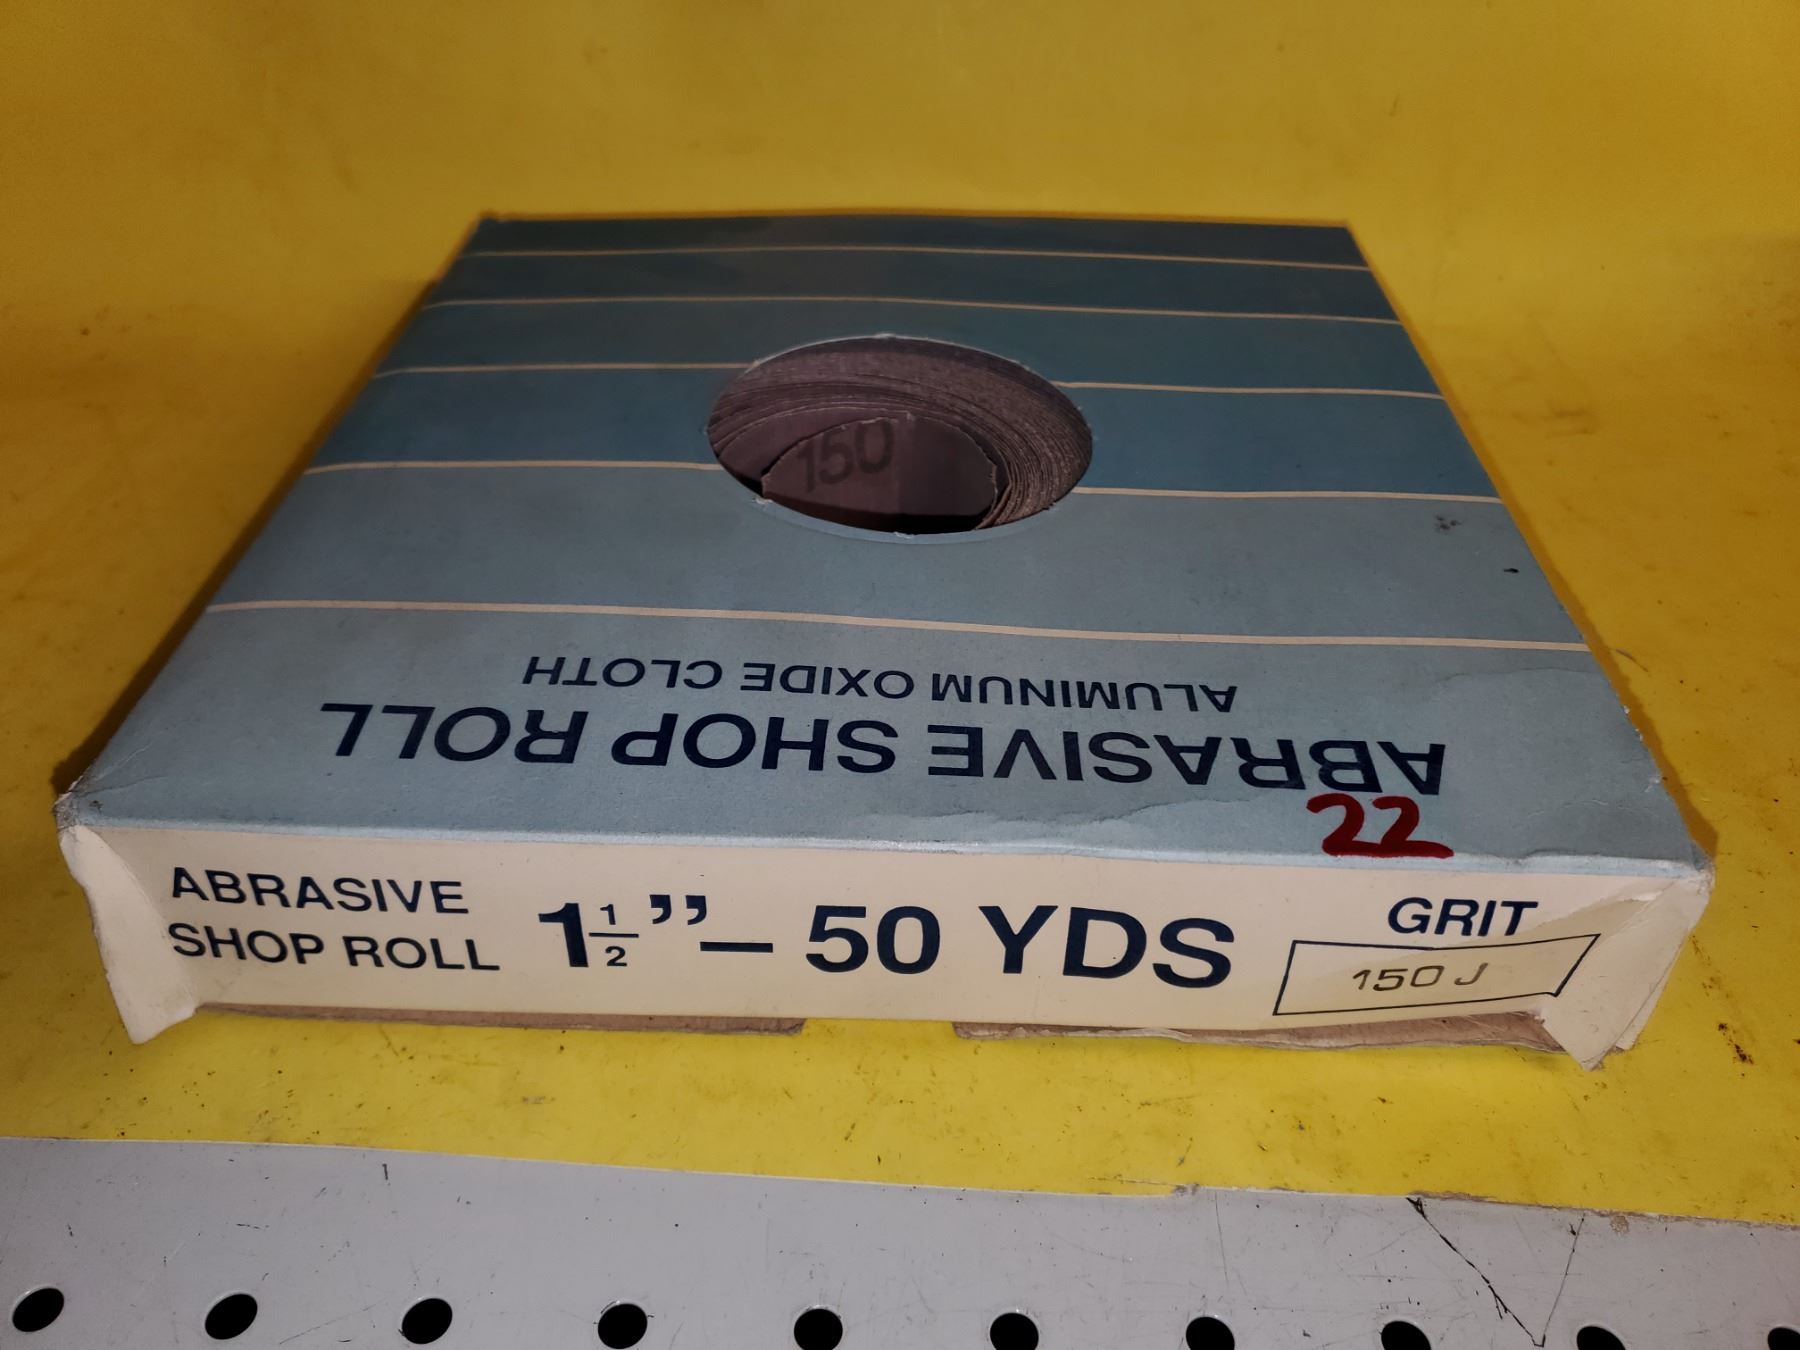 150
ABRASIVE SHOP ROLL
ALUMINUM OXIDE CLOTH
22
ABRASIVE
SHOP ROLL
1 1/2” – 50 YDS
GRIT
150 J